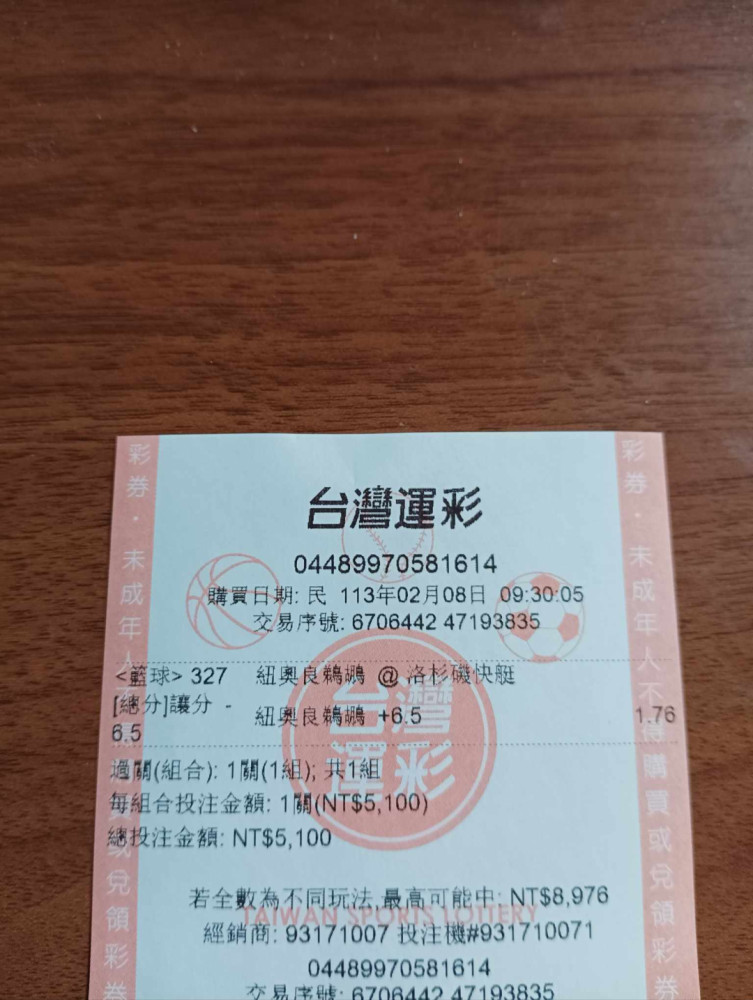 台灣運彩
04489970581614
購買日期: 民 113年02月08日 09:30:05
交易序號: 6706442 47193835
<籃球> 327 紐奧良鵜鶘 @ 洛杉磯快艇
[總分]讓分 - 6.5 紐奧良鵜鶘 +6.5 1.76
過關(組合): 1關(1組); 共1組
每組合投注金額: 1關(NT$5,100)
總投注金額: NT$5,100
若全數為不同玩法,最高可能中: NT$8,976
TAIWAN SPORTS LOTTERY
經銷商: 93171007 投注機#931710071
04489970581614
交易序號: 6706442 47193835
台灣運彩
彩券・未成年人不得購買或兌領彩券
彩券・未成年人不得購買或兌領彩券